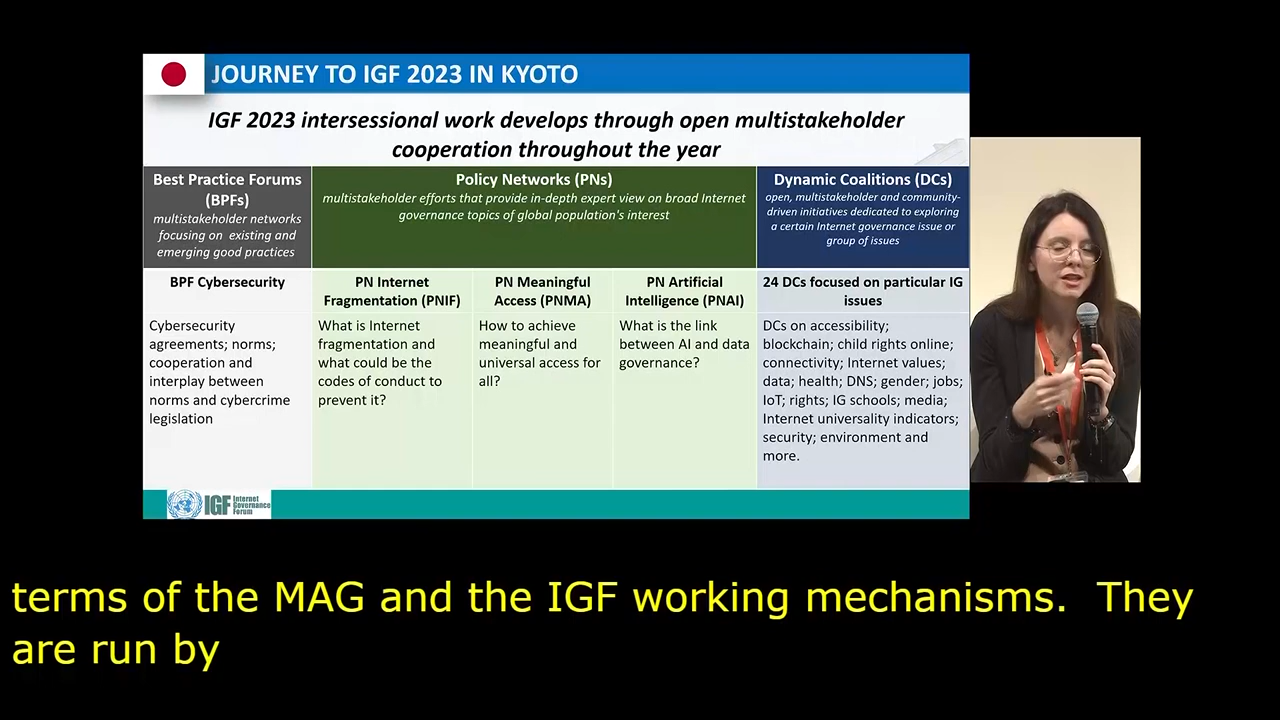 JOURNEY TO IGF 2023 IN KYOTO
IGF 2023 intersessional work develops through open multistakeholder
cooperation throughout the year
Best Practice Forums
(BPFs)
multistakeholder networks
focusing on existing and
emerging good practices
Policy Networks (PNs)
multistakeholder efforts that provide in-depth expert view on broad Internet
governance topics of global population's interest
Dynamic Coalitions (DCs)
open, multistakeholder and community-
driven initiatives dedicated to exploring
a certain Internet governance issue or
group of issues
BPF Cybersecurity
PN Internet
Fragmentation (PNIF)
PN Meaningful
Access (PNMA)
PN Artificial
Intelligence (PNAI)
24 DCs focused on particular IG
issues
Cybersecurity
agreements; norms;
cooperation and
interplay between
norms and cybercrime
legislation
What is Internet
fragmentation and
what could be the
codes of conduct to
prevent it?
How to achieve
meaningful and
universal access for
all?
What is the link
between AI and data
governance?
DCs on accessibility;
blockchain; child rights online;
connectivity; Internet values;
data; health; DNS; gender; jobs;
IoT; rights; IG schools; media;
Internet universality indicators;
security; environment and
more.
IGF
Internet
Governance
Forum
terms of the MAG and the IGF working mechanisms.  They
are run by